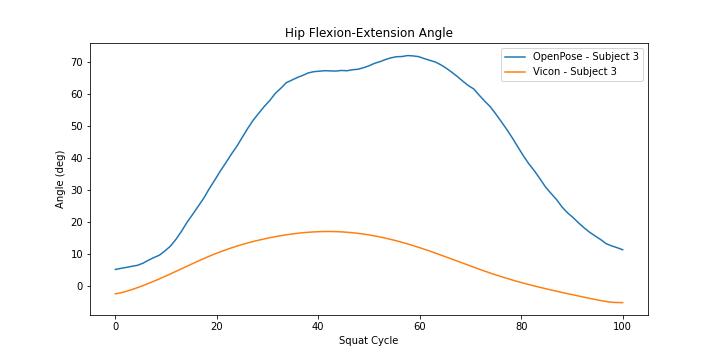 Hip Flexion-Extension Angle
OpenPose - Subject 3
Vicon - Subject 3
Angle (deg)
70
60
50
40
30
20
10
0
0 20 40 60 80 100
Squat Cycle